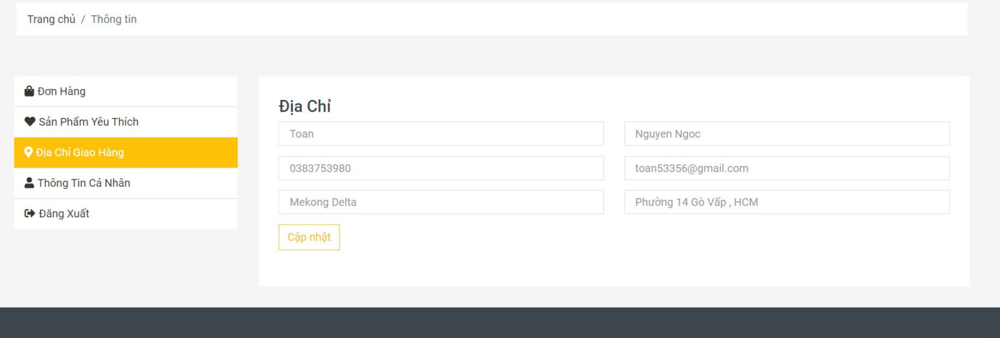 Trang chủ / Thông tin
Đơn Hàng
Sản Phẩm Yêu Thích
Địa Chỉ Giao Hàng
Thông Tin Cá Nhân
Đăng Xuất
Địa Chỉ
Toan Nguyen Ngoc
0383753980 toan53356@gmail.com
Mekong Delta Phường 14 Gò Vấp , HCM
Cập nhật